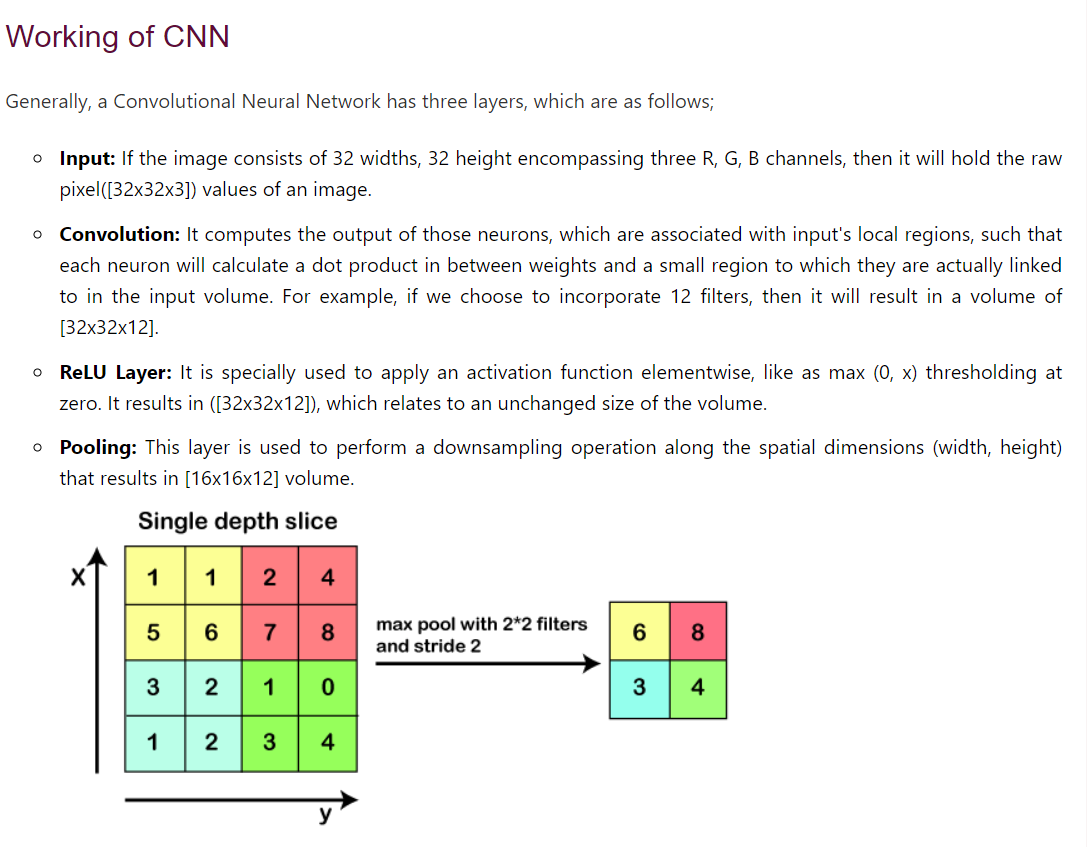 Working of CNN
Generally, a Convolutional Neural Network has three layers, which are as follows;
Input: If the image consists of 32 widths, 32 height encompassing three R, G, B channels, then it will hold the raw
pixel([32x32x3]) values of an image.
Convolution: It computes the output of those neurons, which are associated with input's local regions, such that
each neuron will calculate a dot product in between weights and a small region to which they are actually linked
to in the input volume. For example, if we choose to incorporate 12 filters, then it will result in a volume of
[32x32x12].
ReLU Layer: It is specially used to apply an activation function elementwise, like as max (0, x) thresholding at
zero. It results in ([32x32x12]), which relates to an unchanged size of the volume.
Pooling: This layer is used to perform a downsampling operation along the spatial dimensions (width, height)
that results in [16x16x12] volume.
Single depth slice
X
1 1 2 4
5 6 7 8
3 2 1 0
1 2 3 4
y
max pool with 2*2 filters
and stride 2
6 8
3 4